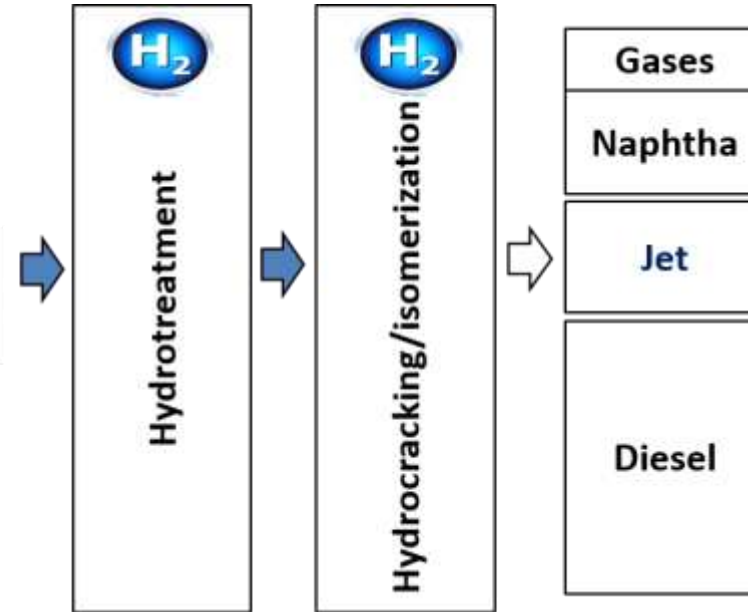 H2
Hydrotreatment
H2
Hydrocracking/isomerization
Gases
Naphtha
Jet
Diesel